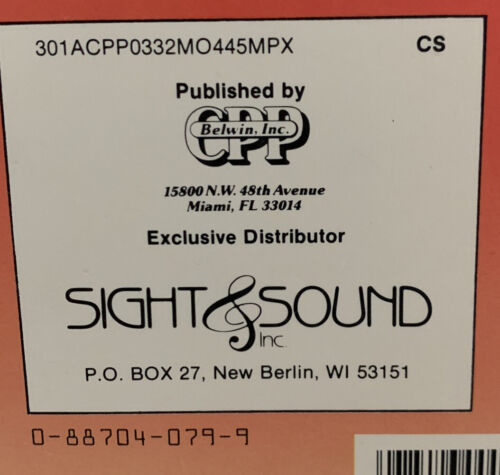 301ACPP0332MO445MPX CS
Published by
CPP
Belwin, Inc.
15800 N.W. 48th Avenue
Miami, FL 33014
Exclusive Distributor
SIGHT & SOUND
Inc.
P.O. BOX 27, New Berlin, WI 53151
0-88704-079-9